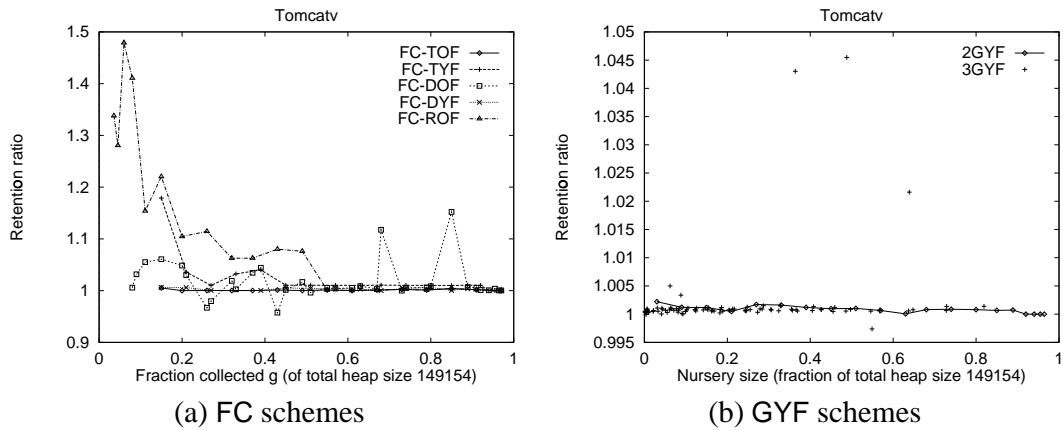 Tomcatv
1.5
1.4
1.3
1.2
1.1
1.0
0.9
Retention ratio
FC-TOF
FC-TYF
FC-DOF
FC-DYF
FC-ROF
0 0.2 0.4 0.6 0.8 1
Fraction collected g (of total heap size 149154)
(a) FC schemes
Tomcatv
1.05
1.045
1.04
1.035
1.03
1.025
1.02
1.015
1.01
1.005
1
0.995
Retention ratio
2GYF
3GYF
0 0.2 0.4 0.6 0.8 1
Nursery size (fraction of total heap size 149154)
(b) GYF schemes